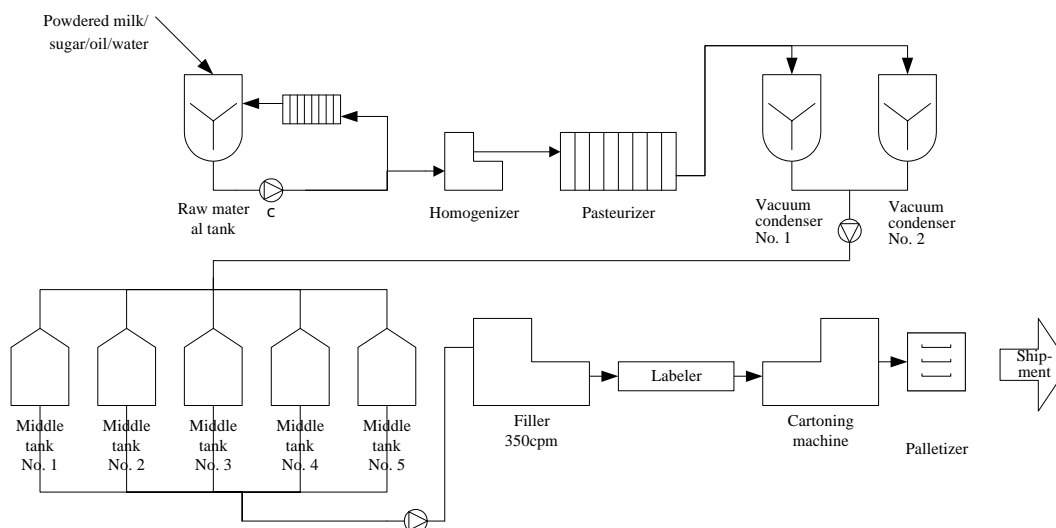 Powdered milk/
sugar/oil/water
C
Raw mater
al tank
Homogenizer
Pasteurizer
Vacuum
condenser
No. 1
Vacuum
condenser
No. 2
Middle
tank
No. 1
Middle
tank
No. 2
Middle
tank
No. 3
Middle
tank
No. 4
Middle
tank
No. 5
Filler
350cpm
Labeler
Cartoning
machine
Palletizer
Ship-
ment